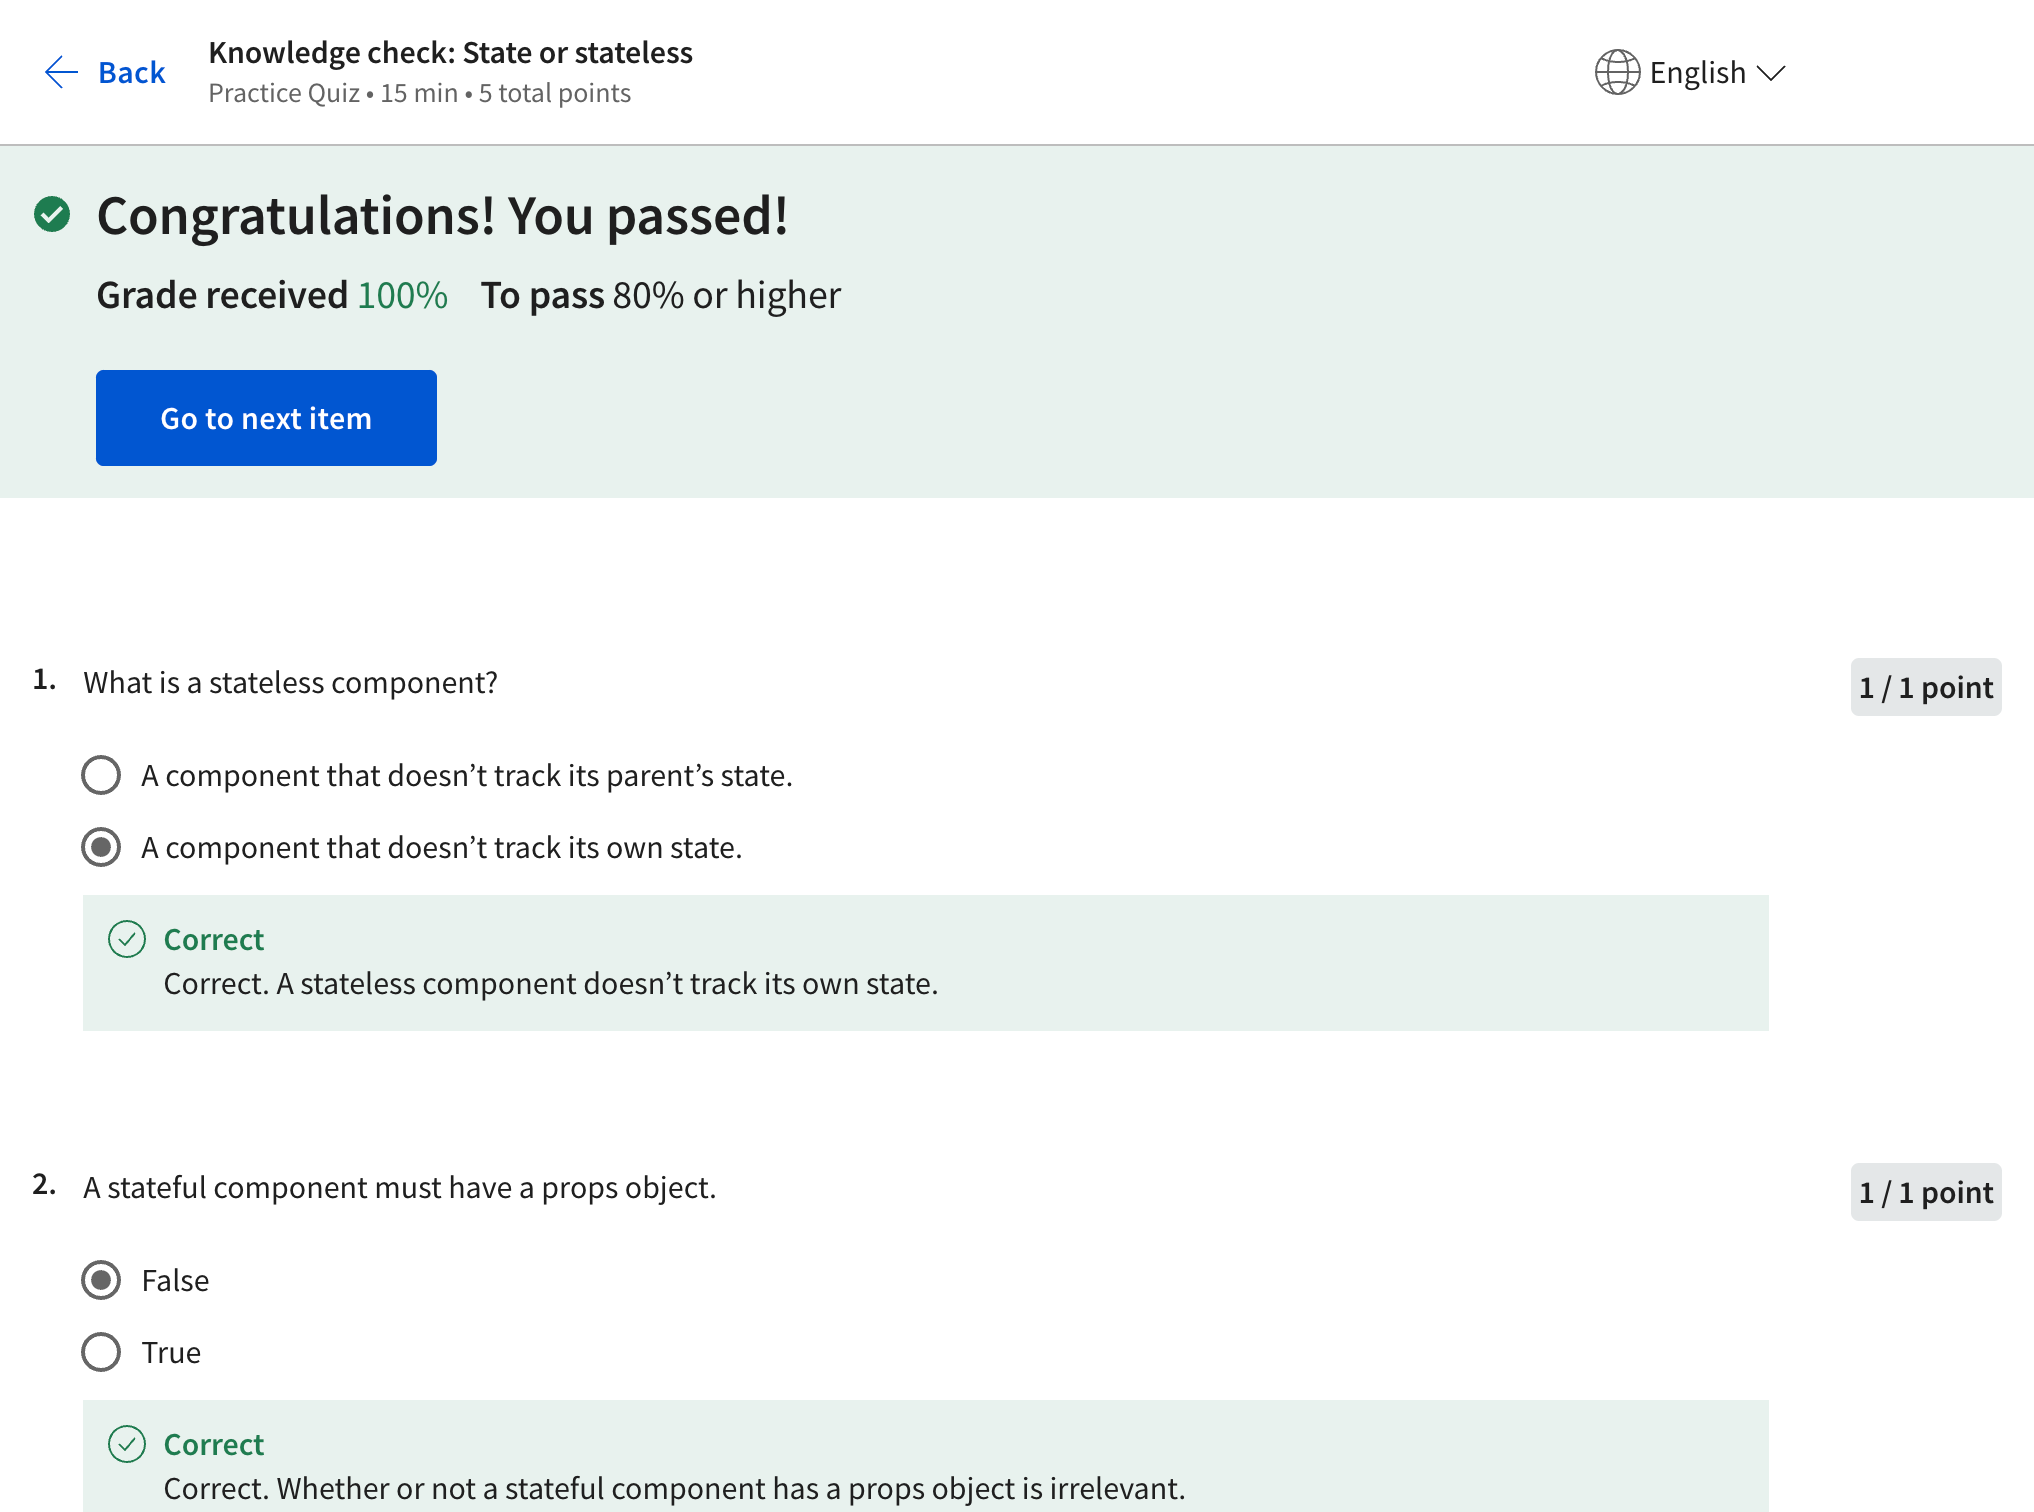 Back
Knowledge check: State or stateless
Practice Quiz • 15 min • 5 total points
English
Congratulations! You passed!
Grade received 100% To pass 80% or higher
Go to next item
1. What is a stateless component?
1 / 1 point
A component that doesn’t track its parent’s state.
A component that doesn’t track its own state.
Correct
Correct. A stateless component doesn’t track its own state.
2. A stateful component must have a props object.
1 / 1 point
False
True
Correct
Correct. Whether or not a stateful component has a props object is irrelevant.